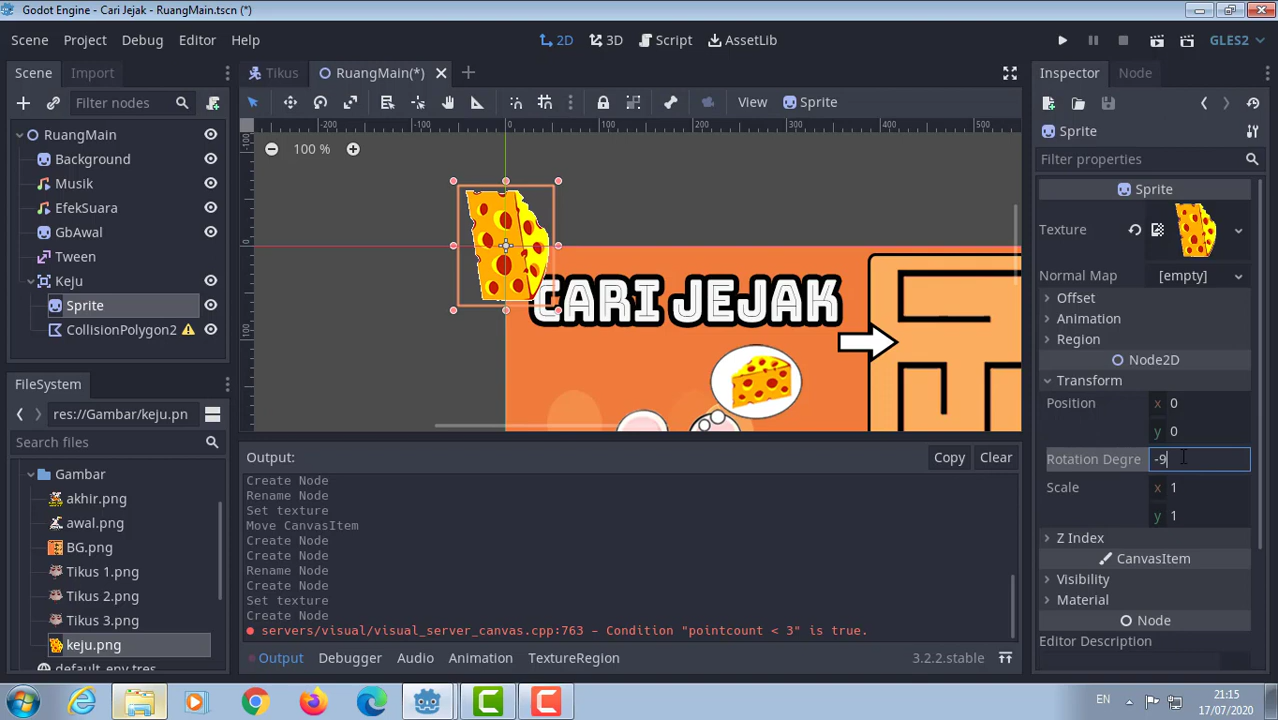 Godot Engine - Cari Jejak - RuangMain.tscn (*)
Scene Project Debug Editor Help
2D 3D Script AssetLib
GLES2
Scene Import
Tikus RuangMain(*)
Inspector Node
Filter nodes
View Sprite
-200 -100 0 100 200 300 400 500
-100
0
100
100 %
RuangMain
Background
Musik
EfekSuara
GbAwal
Tween
Keju
Sprite
CollisionPolygon2
CARI JEJAK
Sprite
Filter properties
Sprite
Texture
Normal Map [empty]
Offset
Animation
Region
Node2D
Transform
Position x 0
y 0
Rotation Degre -9
Scale x 1
y 1
Z Index
CanvasItem
Visibility
Material
Node
Editor Description
FileSystem
res://Gambar/keju.pn
Search files
Gambar
akhir.png
awal.png
BG.png
Tikus 1.png
Tikus 2.png
Tikus 3.png
keju.png
default_env.tres
Output:
Copy Clear
Create Node
Rename Node
Set texture
Move CanvasItem
Create Node
Create Node
Rename Node
Create Node
Set texture
Create Node
servers/visual/visual_server_canvas.cpp:763 - Condition "pointcount < 3" is true.
Output Debugger Audio Animation TextureRegion 3.2.2.stable
EN
21:15
17/07/2020